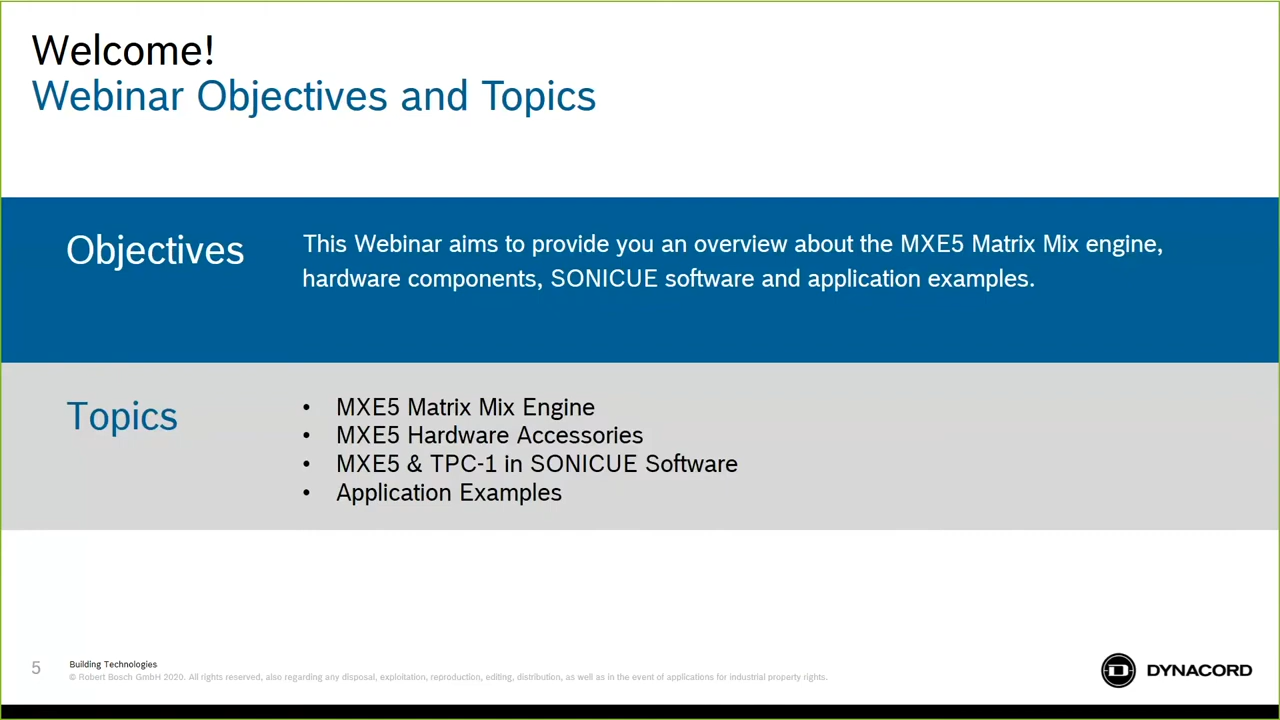 Welcome!
Webinar Objectives and Topics
Objectives
This Webinar aims to provide you an overview about the MXE5 Matrix Mix engine,
hardware components, SONICUE software and application examples.
Topics
• MXE5 Matrix Mix Engine
• MXE5 Hardware Accessories
• MXE5 & TPC-1 in SONICUE Software
• Application Examples
5
Building Technologies
© Robert Bosch GmbH 2020. All rights reserved, also regarding any disposal, exploitation, reproduction, editing, distribution, as well as in the event of applications for industrial property rights.
DYNACORD